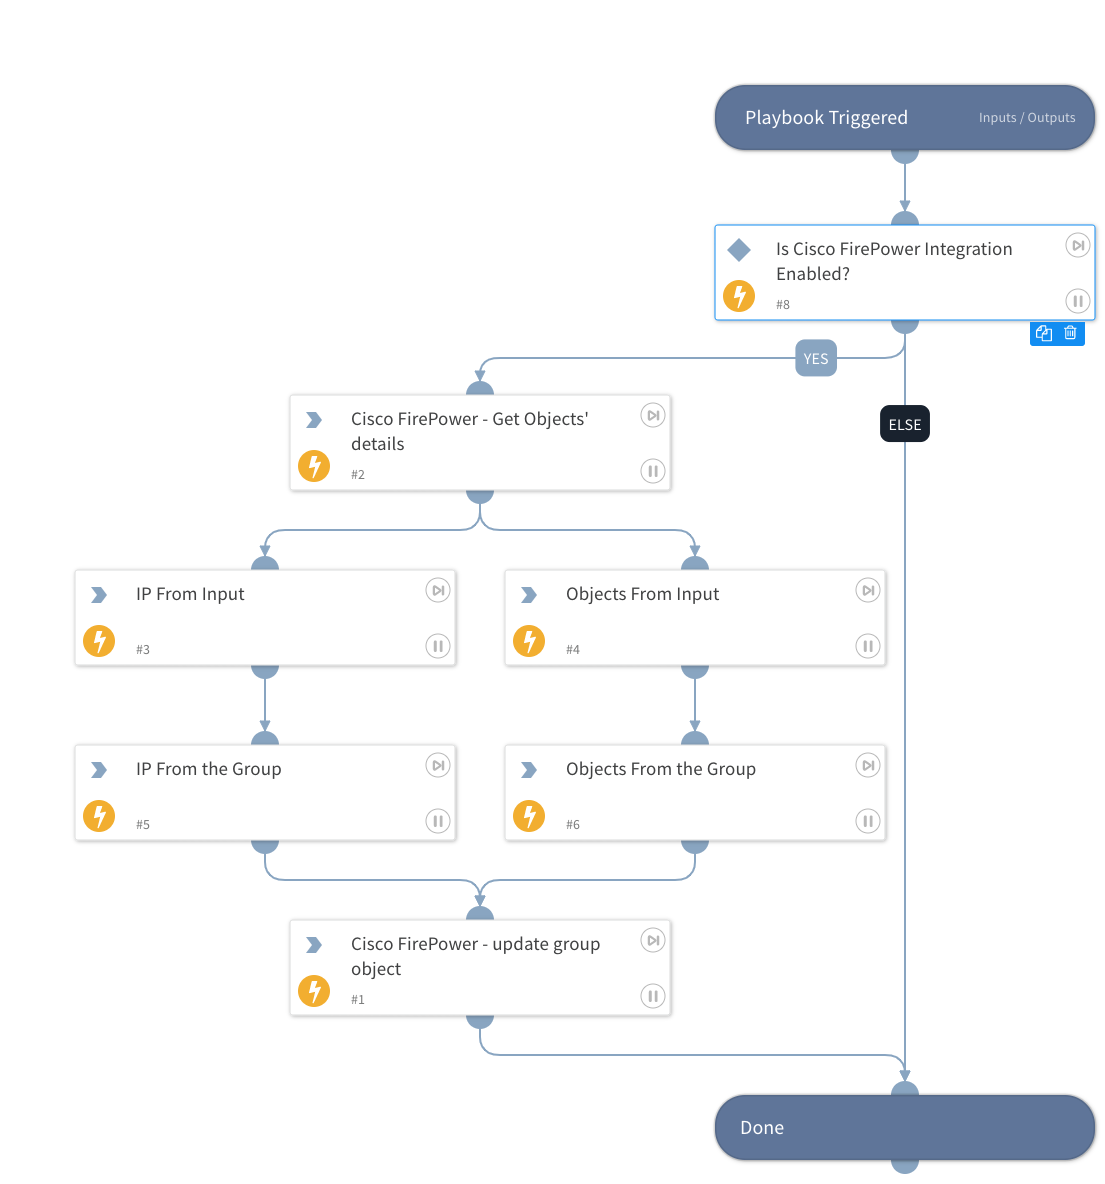 Playbook Triggered
Inputs / Outputs
Is Cisco FirePower Integration
Enabled?
#8
YES
ELSE
Cisco FirePower - Get Objects'
details
#2
IP From Input
#3
Objects From Input
#4
IP From the Group
#5
Objects From the Group
#6
Cisco FirePower - update group
object
#1
Done